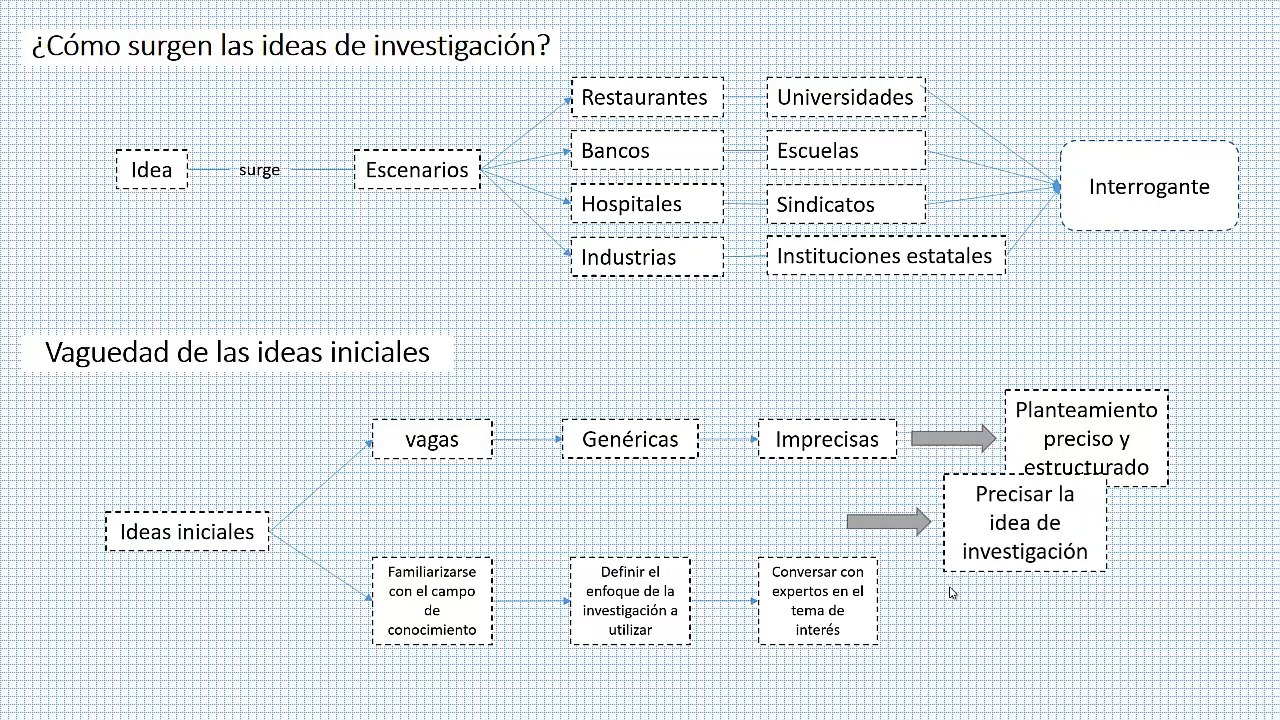 ¿Cómo surgen las ideas de investigación?
Idea
surge
Escenarios
Restaurantes
Universidades
Bancos
Escuelas
Hospitales
Sindicatos
Industrias
Instituciones estatales
Interrogante
Vaguedad de las ideas iniciales
Ideas iniciales
vagas
Genéricas
Imprecisas
Planteamiento
preciso y
estructurado
Familiarizarse
con el campo
de
conocimiento
Definir el
enfoque de la
investigación a
utilizar
Conversar con
expertos en el
tema de
interés
Precisar la
idea de
investigación